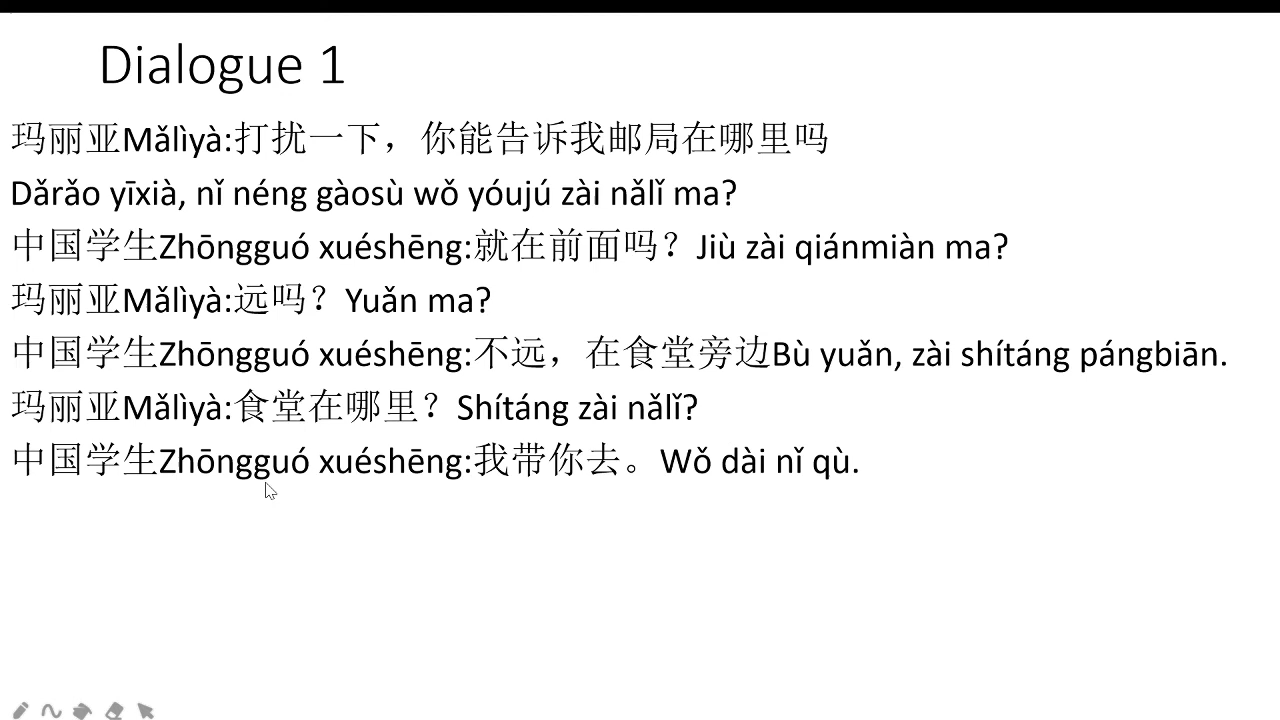 Dialogue 1
玛丽亚Mǎlìyà:打扰一下，你能告诉我邮局在哪里吗
Dǎrǎo yīxià, nǐ néng gàosù wǒ yóujú zài nǎlǐ ma?
中国学生Zhōngguó xuéshēng:就在前面吗？Jiù zài qiánmiàn ma?
玛丽亚Mǎlìyà:远吗？Yuǎn ma?
中国学生Zhōngguó xuéshēng:不远，在食堂旁边Bù yuǎn, zài shítáng pángbiān.
玛丽亚Mǎlìyà:食堂在哪里？Shítáng zài nǎlǐ?
中国学生Zhōngguó xuéshēng:我带你去。Wǒ dài nǐ qù.